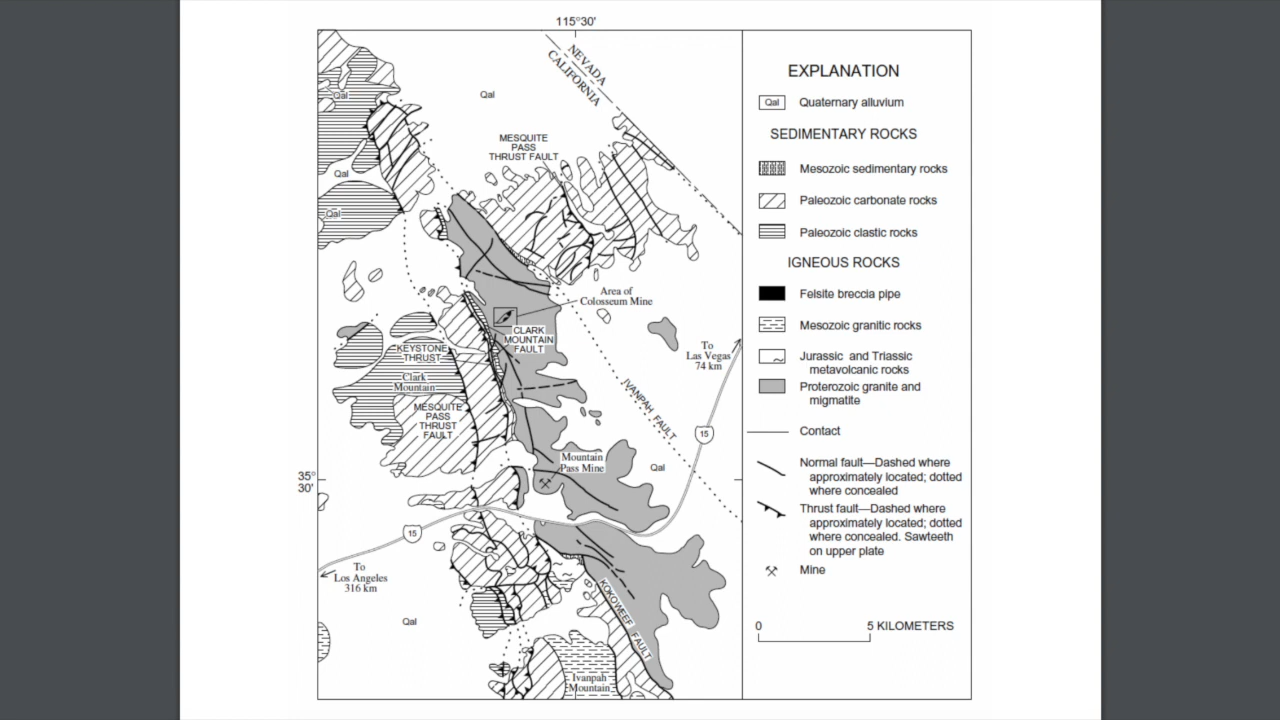 115°30'
NEVADA
CALIFORNIA
Qal
Qal
MESQUITE
PASS
THRUST FAULT
Qal
Qal
Area of
Colosseum Mine
CLARK
MOUNTAIN
FAULT
KEYSTONE
THRUST
To
Las Vegas
74 km
Clark
Mountain
IVANPAH FAULT
MESQUITE
PASS
THRUST
FAULT
15
Mountain
Pass Mine
Qal
35°
30'
15
To
Los Angeles
316 km
KOKOWEEF FAULT
Qal
Ivanpah
Mountain
EXPLANATION
Qal Quaternary alluvium
SEDIMENTARY ROCKS
Mesozoic sedimentary rocks
Paleozoic carbonate rocks
Paleozoic clastic rocks
IGNEOUS ROCKS
Felsite breccia pipe
Mesozoic granitic rocks
Jurassic and Triassic
metavolcanic rocks
Proterozoic granite and
migmatite
Contact
Normal fault—Dashed where
approximately located; dotted
where concealed
Thrust fault—Dashed where
approximately located; dotted
where concealed. Sawteeth
on upper plate
Mine
0 5 KILOMETERS